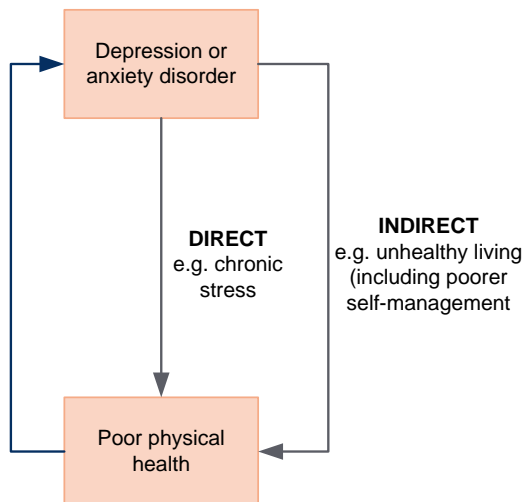 Depression or
anxiety disorder
DIRECT
e.g. chronic
stress
INDIRECT
e.g. unhealthy living
(including poorer
self-management
Poor physical
health